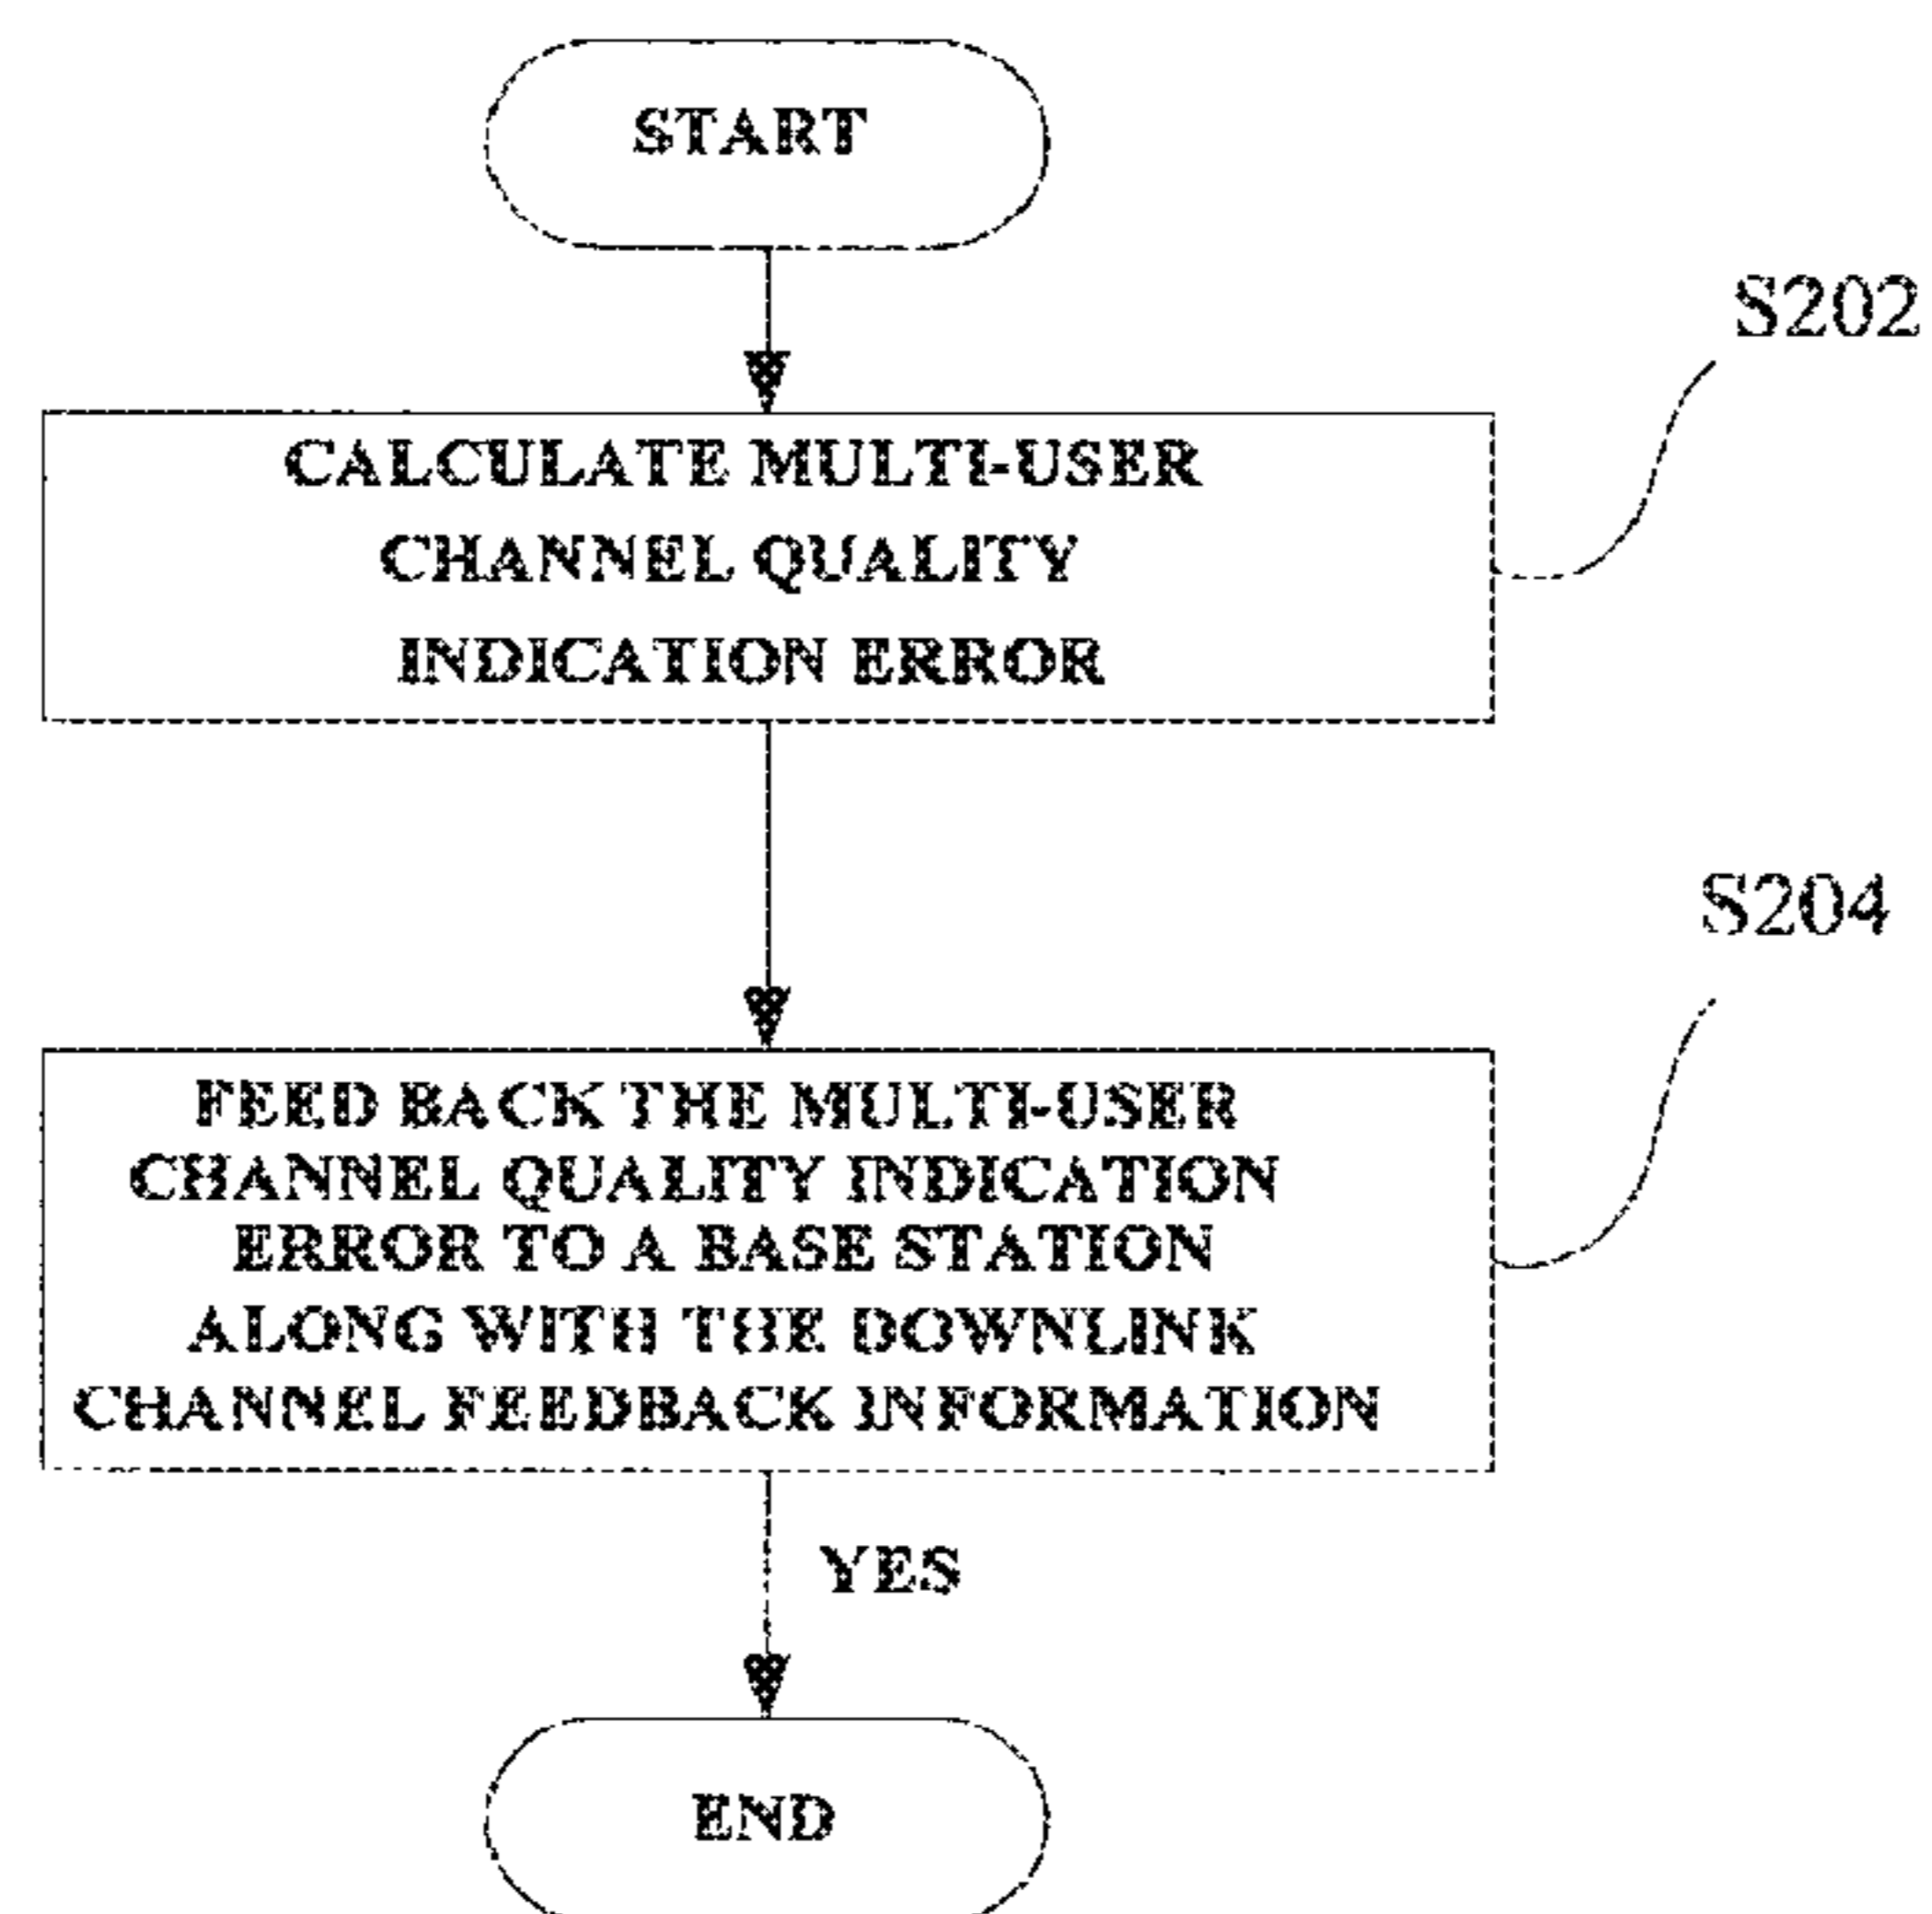 START
S202
CALCULATE MULTI-USER
CHANNEL QUALITY
INDICATION ERROR
S204
FEED BACK THE MULTI-USER
CHANNEL QUALITY INDICATION
ERROR TO A BASE STATION
ALONG WITH THE DOWNLINK
CHANNEL FEEDBACK INFORMATION
YES
END